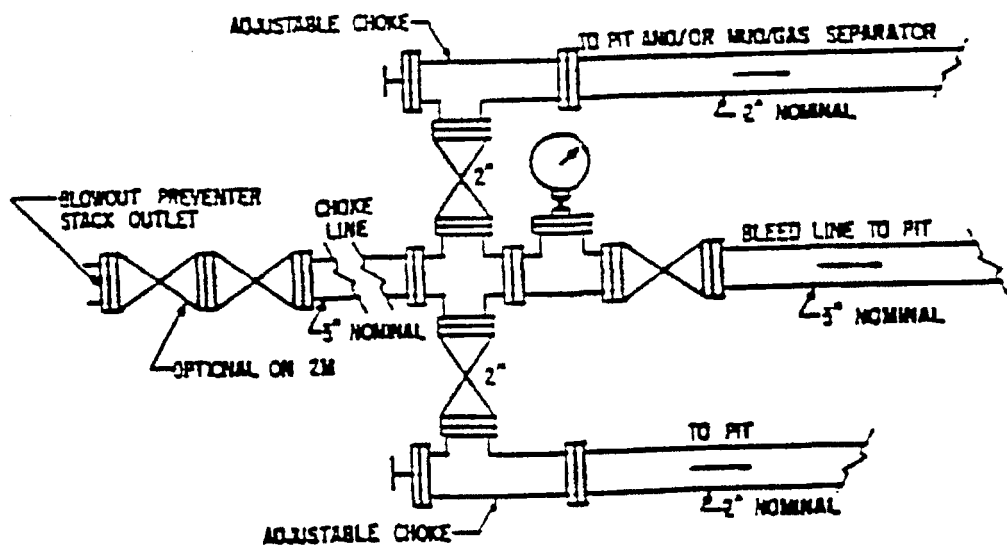 ADJUSTABLE CHOKE
TO PIT AND/OR MUD/GAS SEPARATOR
2" NOMINAL
2"
BLOWOUT PREVENTER
STACK OUTLET
CHOKE
LINE
BLEED LINE TO PIT
3" NOMINAL
3" NOMINAL
OPTIONAL ON 2M
2"
TO PIT
2" NOMINAL
ADJUSTABLE CHOKE